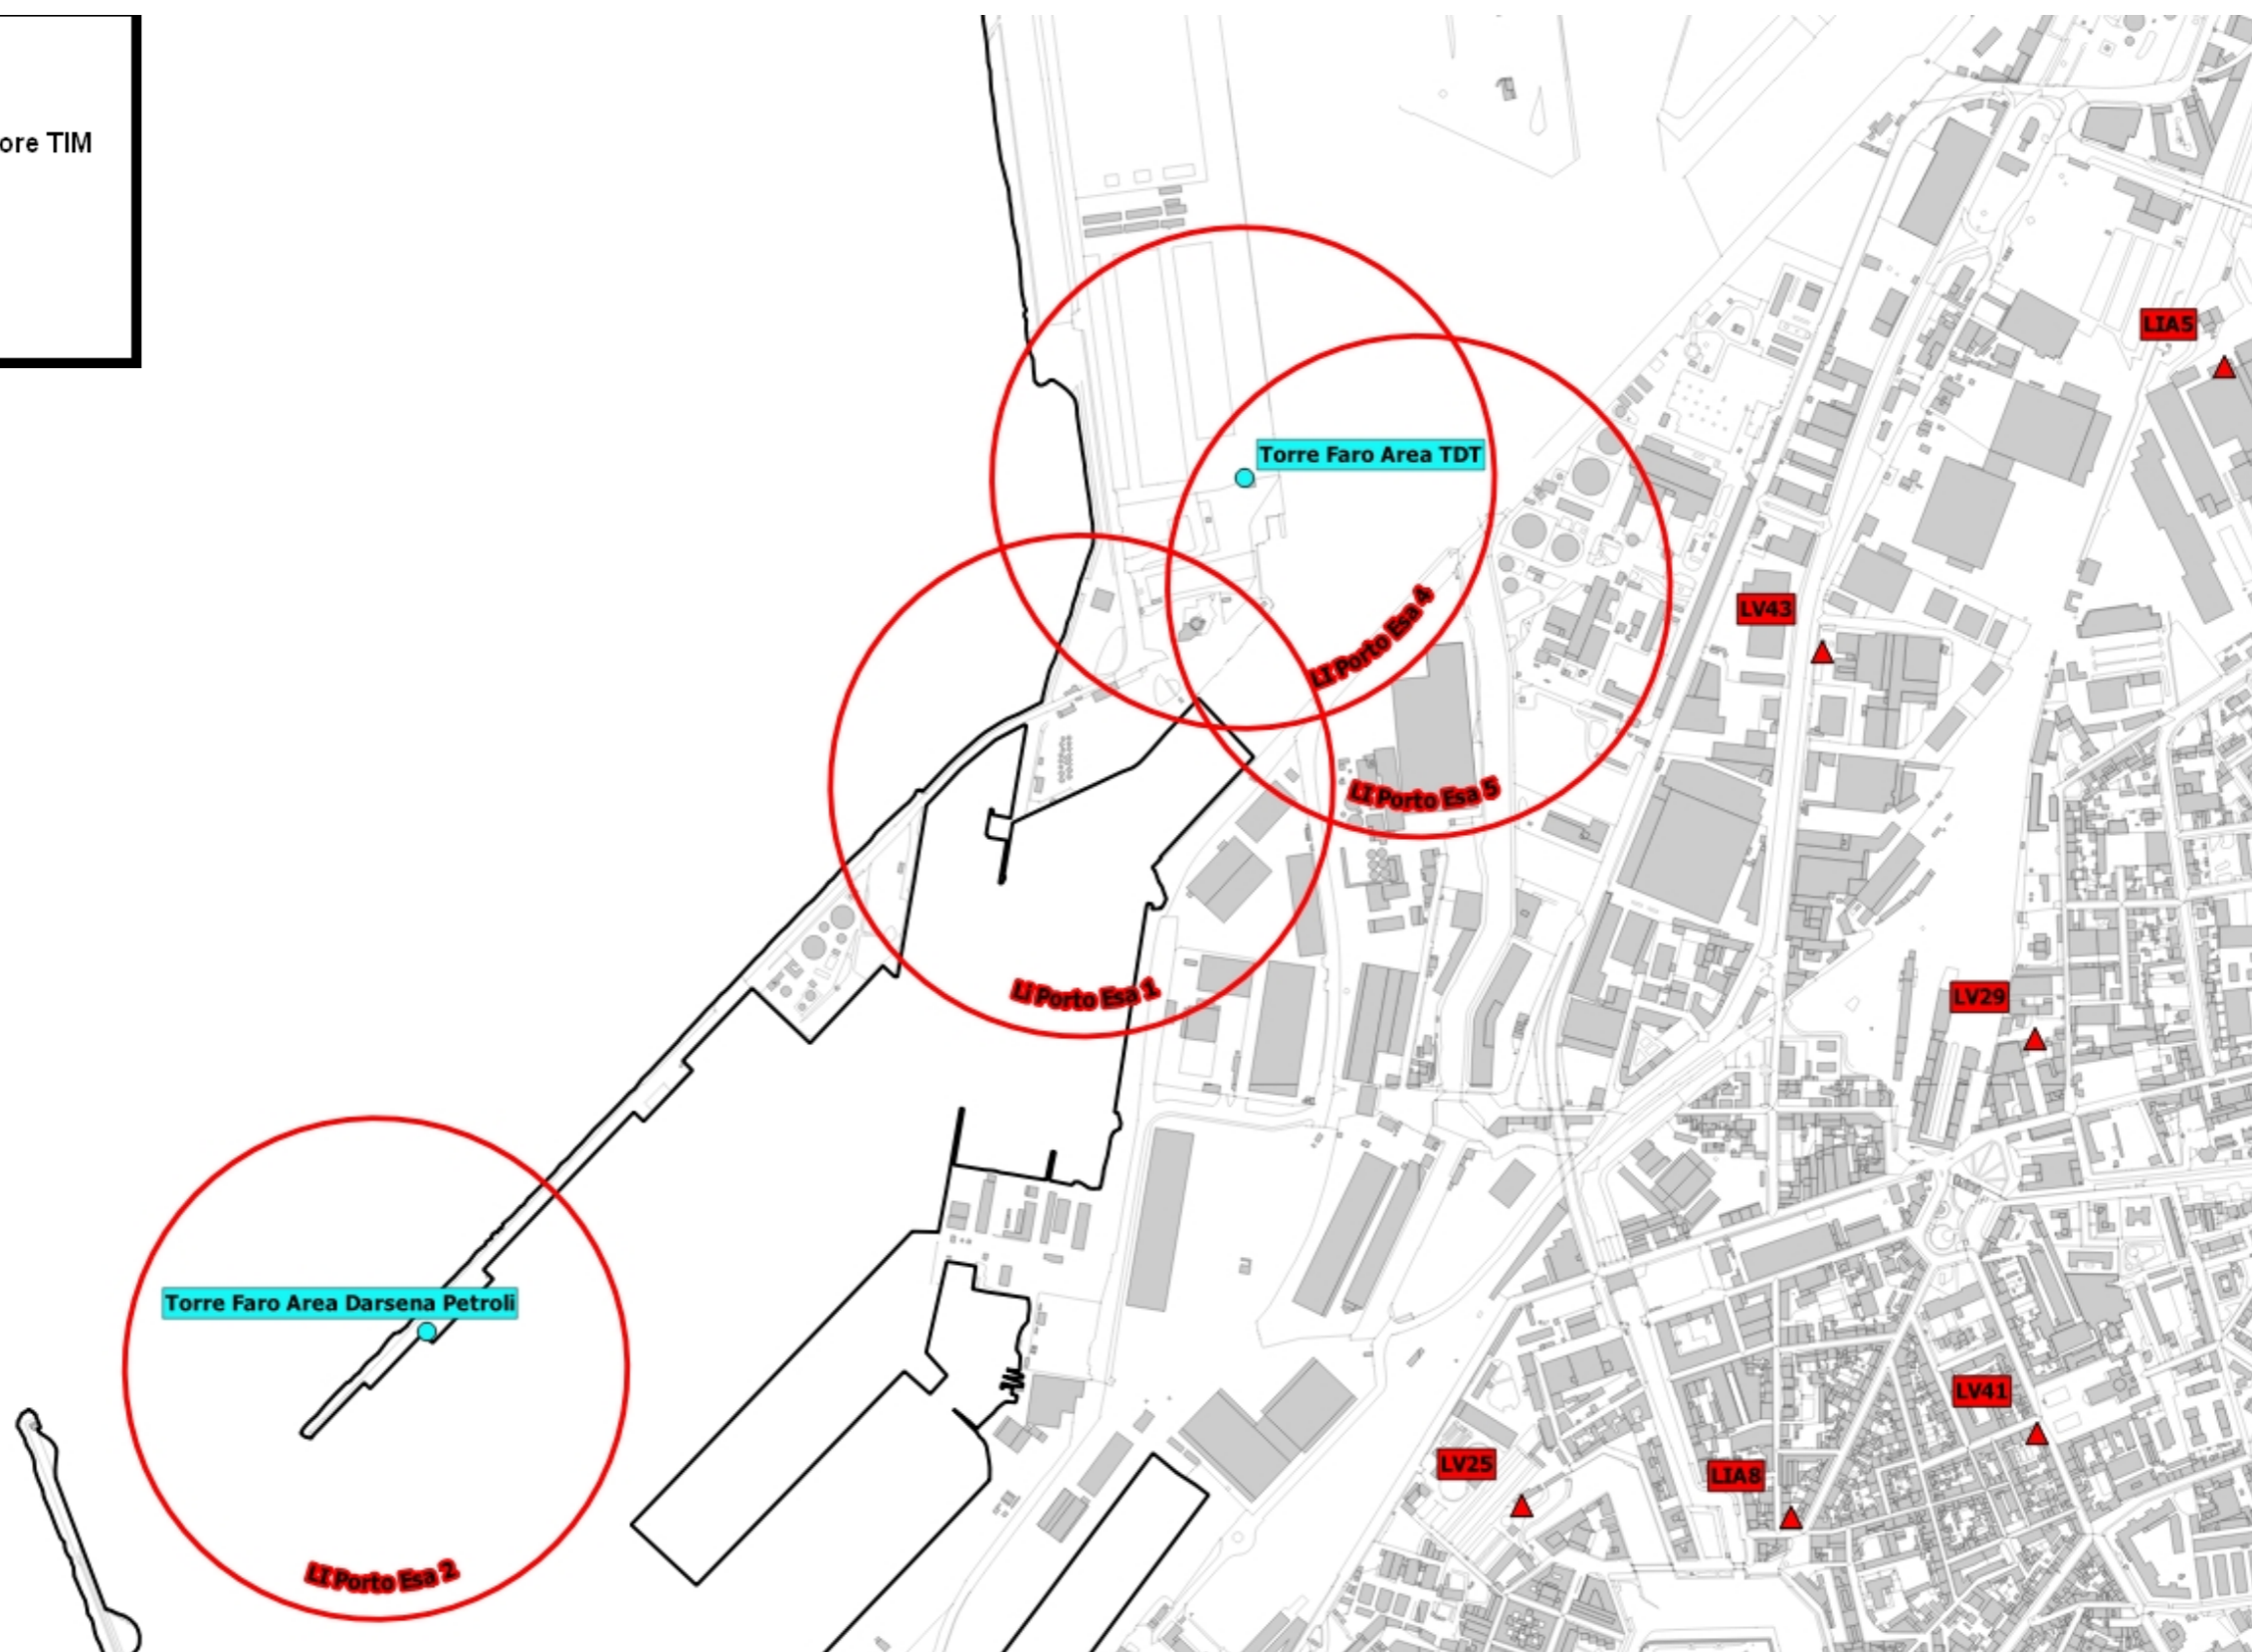 ore TIM
LIA5
Torre Faro Area TDT
LI Porto Esa 4
LV43
LI Porto Esa 5
LI Porto Esa 1
LV29
Torre Faro Area Darsena Petroli
LV41
LV25
LIA8
LI Porto Esa 2